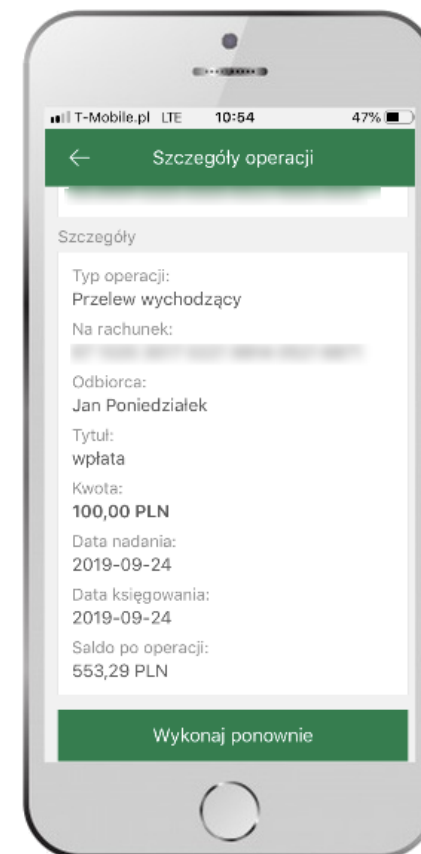 T-Mobile.pl LTE 10:54 47%
Szczegóły operacji
Szczegóły
Typ operacji:
Przelew wychodzący
Na rachunek:
Odbiorca:
Jan Poniedziałek
Tytuł:
wpłata
Kwota:
100,00 PLN
Data nadania:
2019-09-24
Data księgowania:
2019-09-24
Saldo po operacji:
553,29 PLN
Wykonaj ponownie